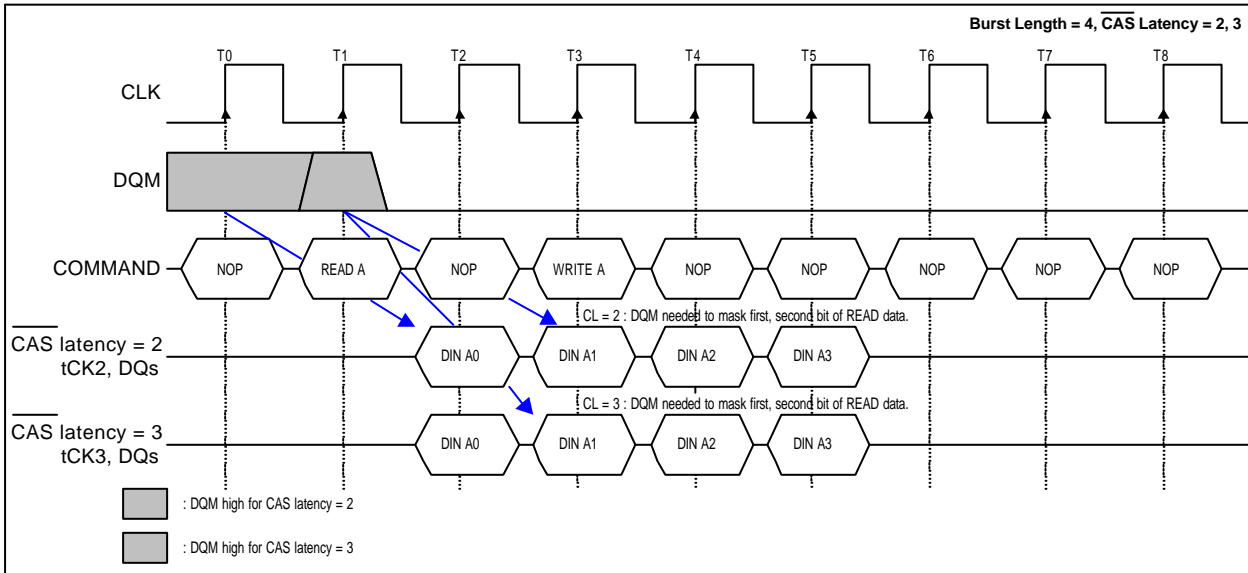 Burst Length = 4, CAS Latency = 2, 3
T0 T1 T2 T3 T4 T5 T6 T7 T8
CLK
DQM
COMMAND NOP READ A NOP WRITE A NOP NOP NOP NOP NOP
CL = 2 : DQM needed to mask first, second bit of READ data.
CAS latency = 2
tCK2, DQs
DIN A0 DIN A1 DIN A2 DIN A3
CL = 3 : DQM needed to mask first, second bit of READ data.
CAS latency = 3
tCK3, DQs
DIN A0 DIN A1 DIN A2 DIN A3
: DQM high for CAS latency = 2
: DQM high for CAS latency = 3